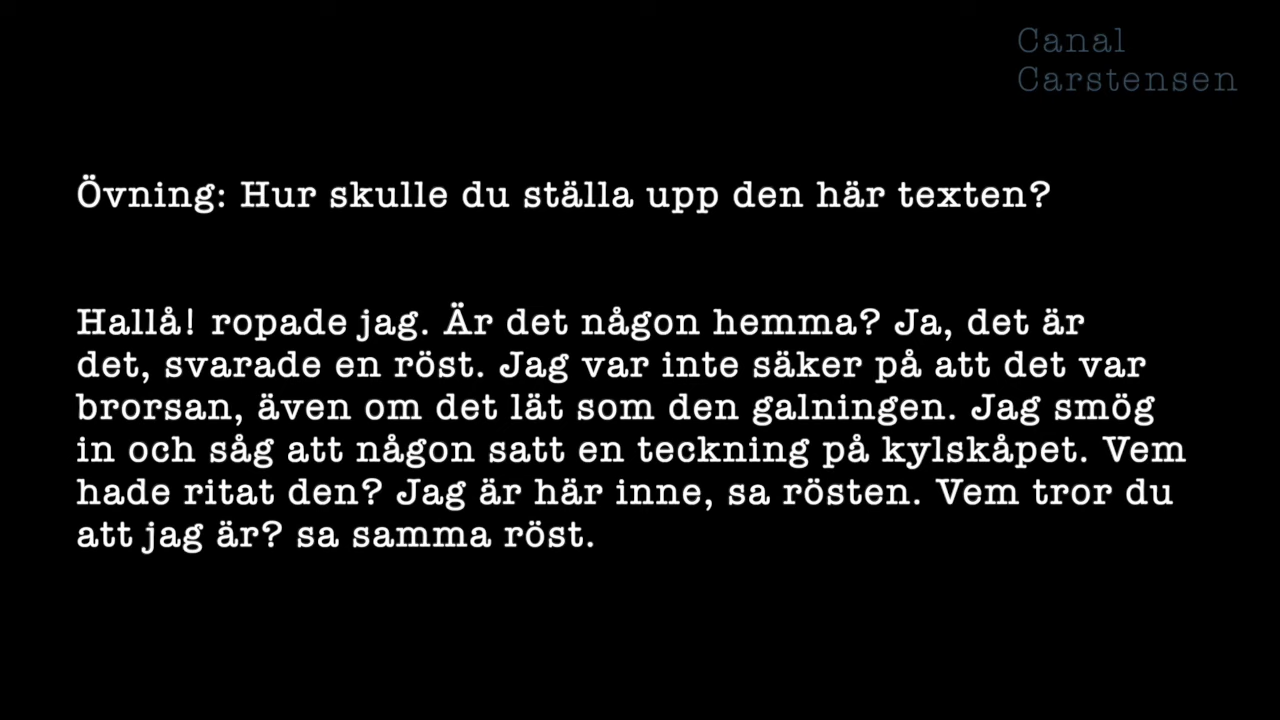 Canal
Carstensen
Övning: Hur skulle du ställa upp den här texten?
Hallå! ropade jag. Är det någon hemma? Ja, det är
det, svarade en röst. Jag var inte säker på att det var
brorsan, även om det lät som den galningen. Jag smög
in och såg att någon satt en teckning på kylskåpet. Vem
hade ritat den? Jag är här inne, sa rösten. Vem tror du
att jag är? sa samma röst.